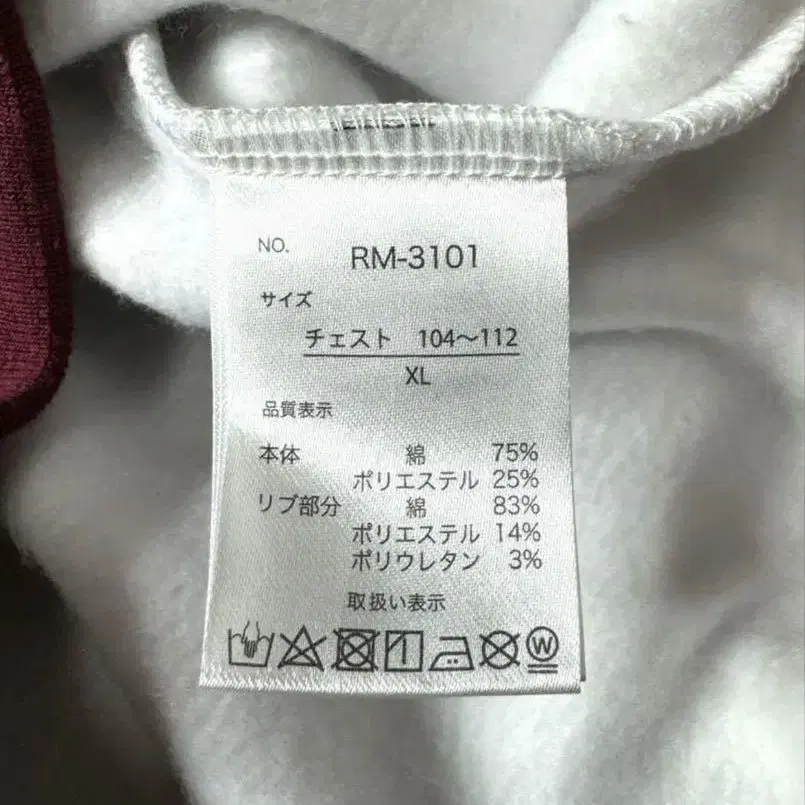 NO. RM-3101
サイズ
チェスト 104〜112
XL
品質表示
本体 綿 75%
ポリエステル 25%
リブ部分 綿 83%
ポリエステル 14%
ポリウレタン 3%
取扱い表示
W